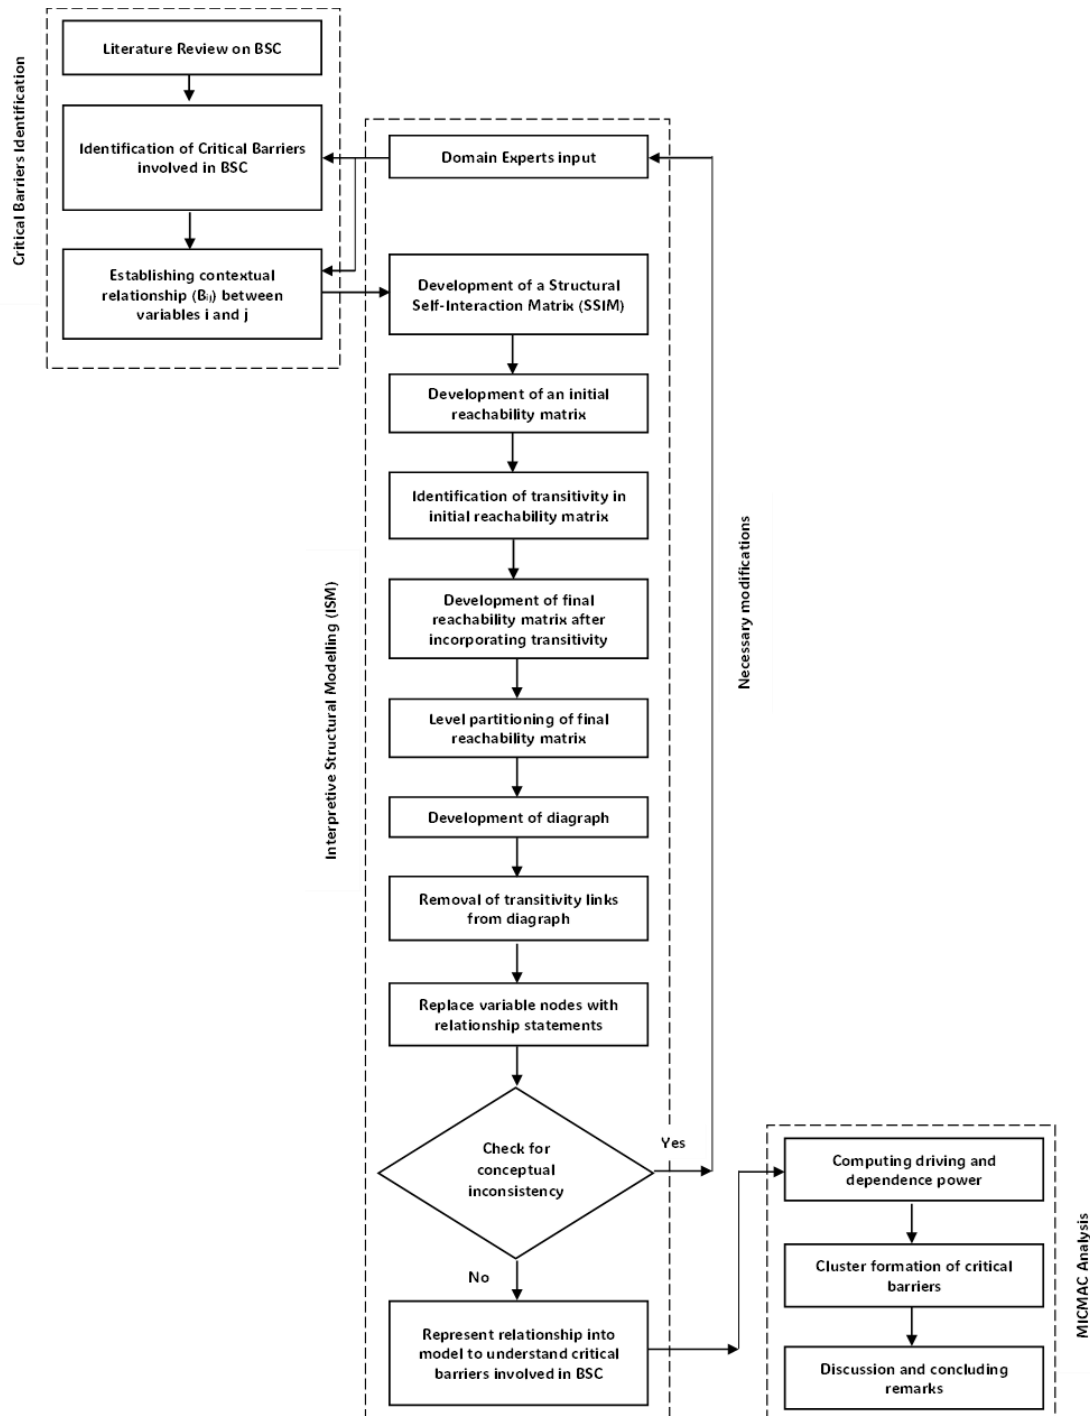 Critical Barriers Identification
Literature Review on BSC
Identification of Critical Barriers
involved in BSC
Establishing contextual
relationship (Bij) between
variables i and j
Interpretive Structural Modelling (ISM)
Domain Experts input
Development of a Structural
Self-Interaction Matrix (SSIM)
Development of an initial
reachability matrix
Identification of transitivity in
initial reachability matrix
Development of final
reachability matrix after
incorporating transitivity
Level partitioning of final
reachability matrix
Development of diagraph
Removal of transitivity links
from diagraph
Replace variable nodes with
relationship statements
Check for
conceptual
inconsistency
Yes
Necessary modifications
No
Represent relationship into
model to understand critical
barriers involved in BSC
Computing driving and
dependence power
Cluster formation of critical
barriers
Discussion and concluding
remarks
MICMAC Analysis